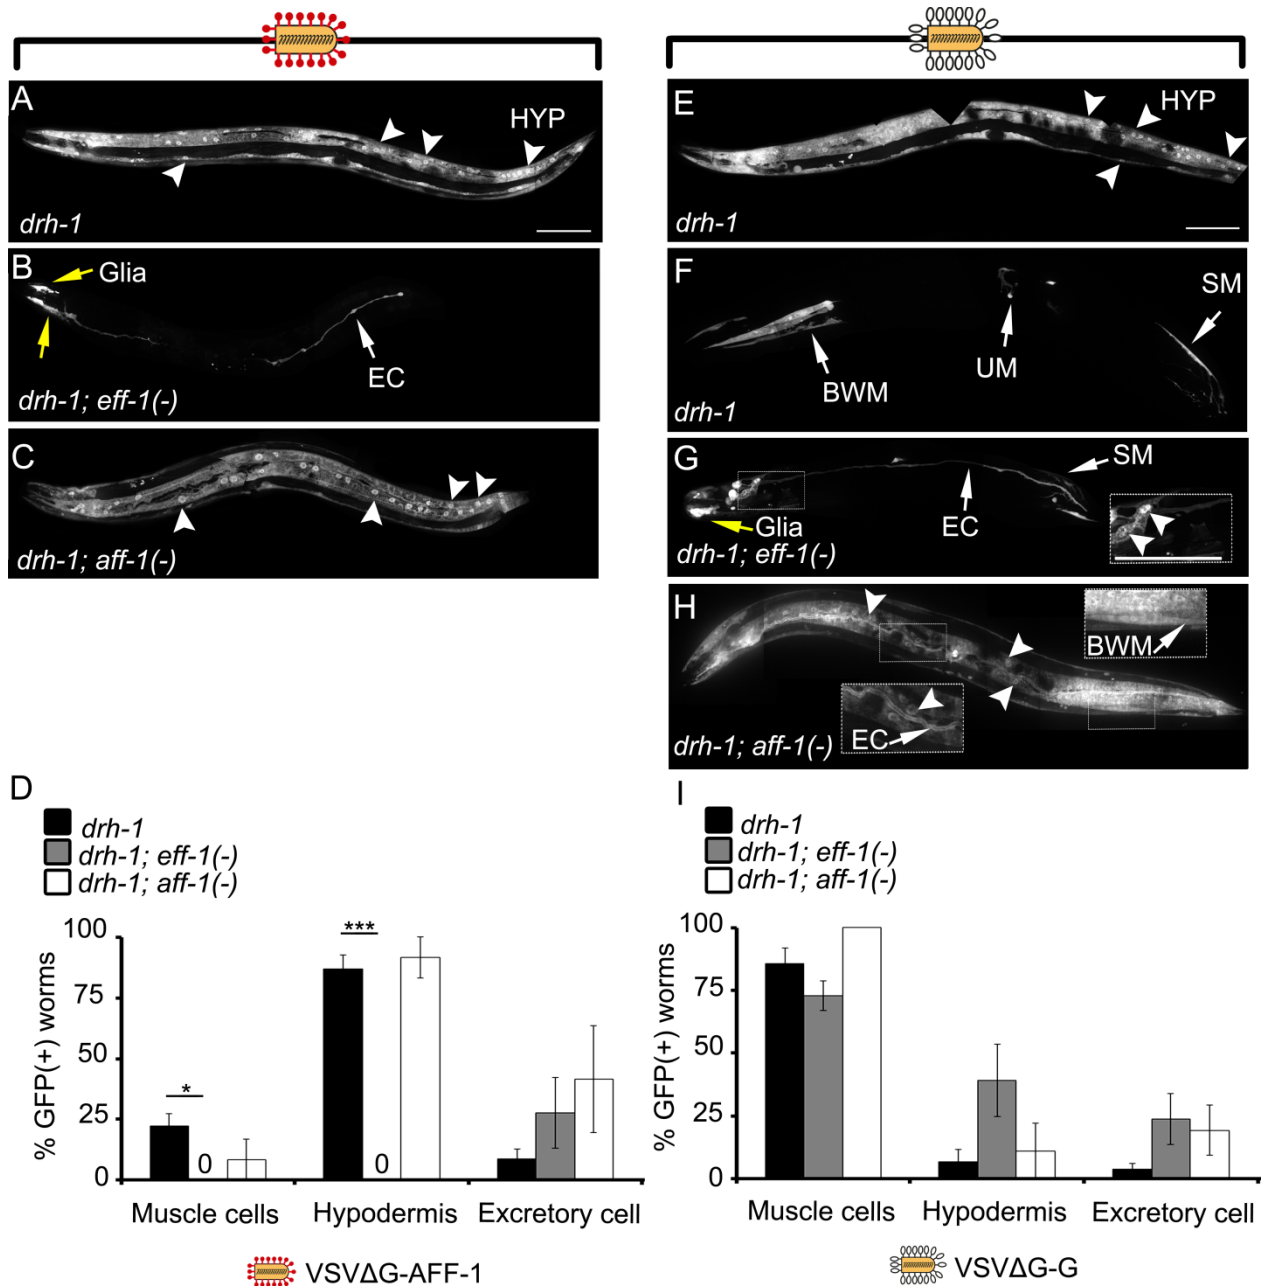 A
HYP
drh-1
B
Glia
EC
drh-1; eff-1(-)
C
drh-1; aff-1(-)
E
HYP
drh-1
F
SM
UM
BWM
drh-1
G
SM
EC
Glia
drh-1; eff-1(-)
H
BWM
EC
drh-1; aff-1(-)
D
drh-1
drh-1; eff-1(-)
drh-1; aff-1(-)
% GFP(+) worms
100
75
50
25
0
*
0
***
0
Muscle cells Hypodermis Excretory cell
VSVΔG-AFF-1
I
drh-1
drh-1; eff-1(-)
drh-1; aff-1(-)
% GFP(+) worms
100
75
50
25
0
Muscle cells Hypodermis Excretory cell
VSVΔG-G